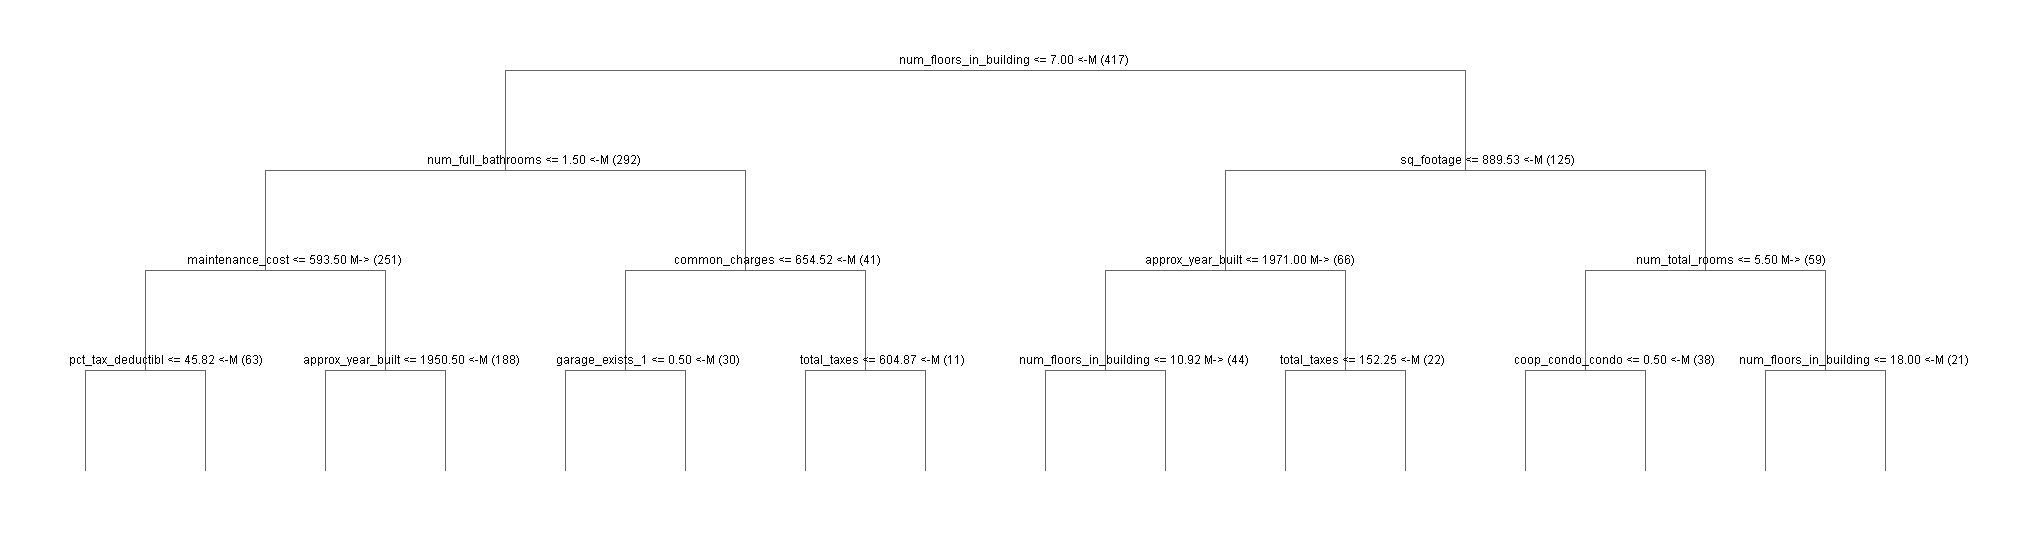 num_floors_in_building <= 7.00 <-M (417)
num_full_bathrooms <= 1.50 <-M (292)
sq_footage <= 889.53 <-M (125)
maintenance_cost <= 593.50 M-> (251)
common_charges <= 654.52 <-M (41)
approx_year_built <= 1971.00 M-> (66)
num_total_rooms <= 5.50 M-> (59)
pct_tax_deductibl <= 45.82 <-M (63)
approx_year_built <= 1950.50 <-M (188)
garage_exists_1 <= 0.50 <-M (30)
total_taxes <= 604.87 <-M (11)
num_floors_in_building <= 10.92 M-> (44)
total_taxes <= 152.25 <-M (22)
coop_condo_condo <= 0.50 <-M (38)
num_floors_in_building <= 18.00 <-M (21)